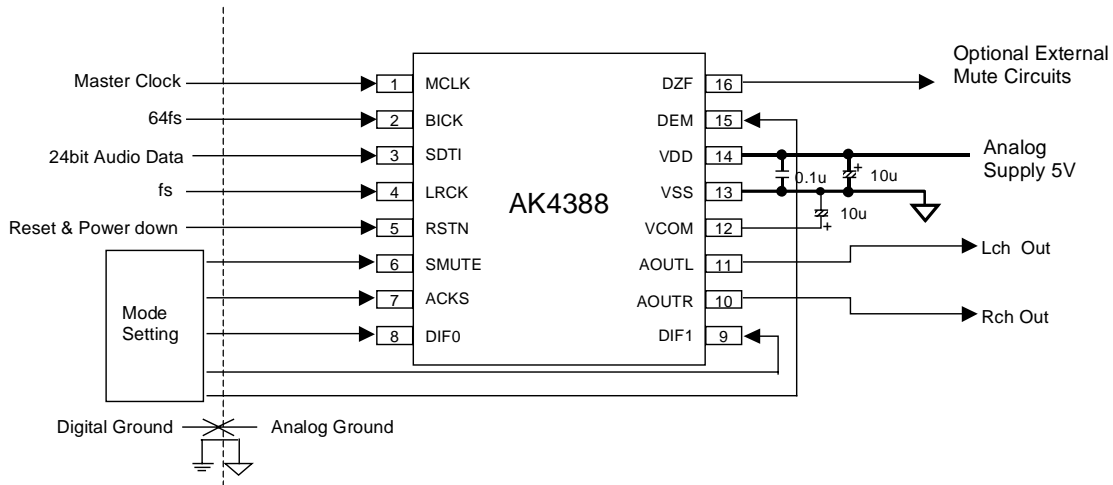 Master Clock
64fs
24bit Audio Data
fs
Reset & Power down
Mode
Setting
Digital Ground
Analog Ground
1 MCLK
2 BICK
3 SDTI
4 LRCK
5 RSTN
6 SMUTE
7 ACKS
8 DIF0
AK4388
DZF 16
DEM 15
VDD 14
VSS 13
VCOM 12
AOUTL 11
AOUTR 10
DIF1 9
0.1u
+
10u
10u
+
Optional External
Mute Circuits
Analog
Supply 5V
Lch Out
Rch Out